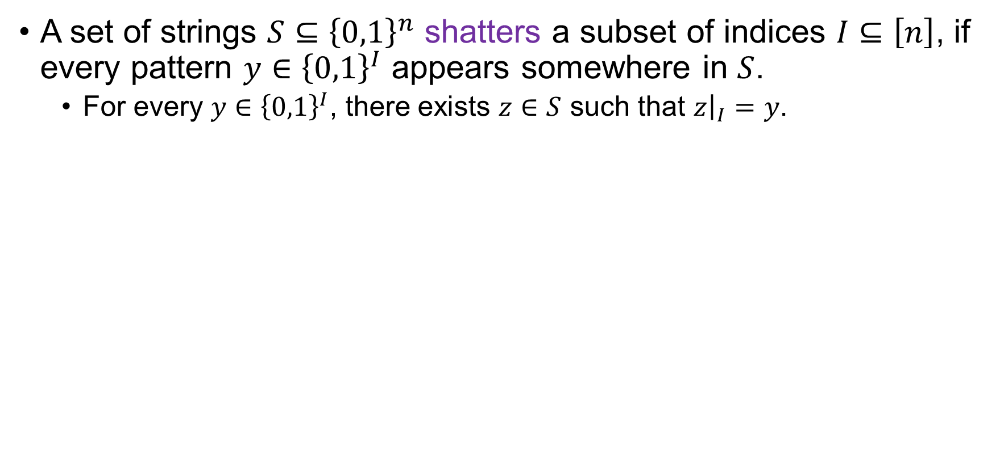 • A set of strings 𝑆 ⊆ {0,1}ⁿ shatters a subset of indices 𝐼 ⊆ [𝑛], if
every pattern 𝑦 ∈ {0,1}ᴵ appears somewhere in 𝑆.
• For every 𝑦 ∈ {0,1}ᴵ, there exists 𝑧 ∈ 𝑆 such that 𝑧|_𝐼 = 𝑦.